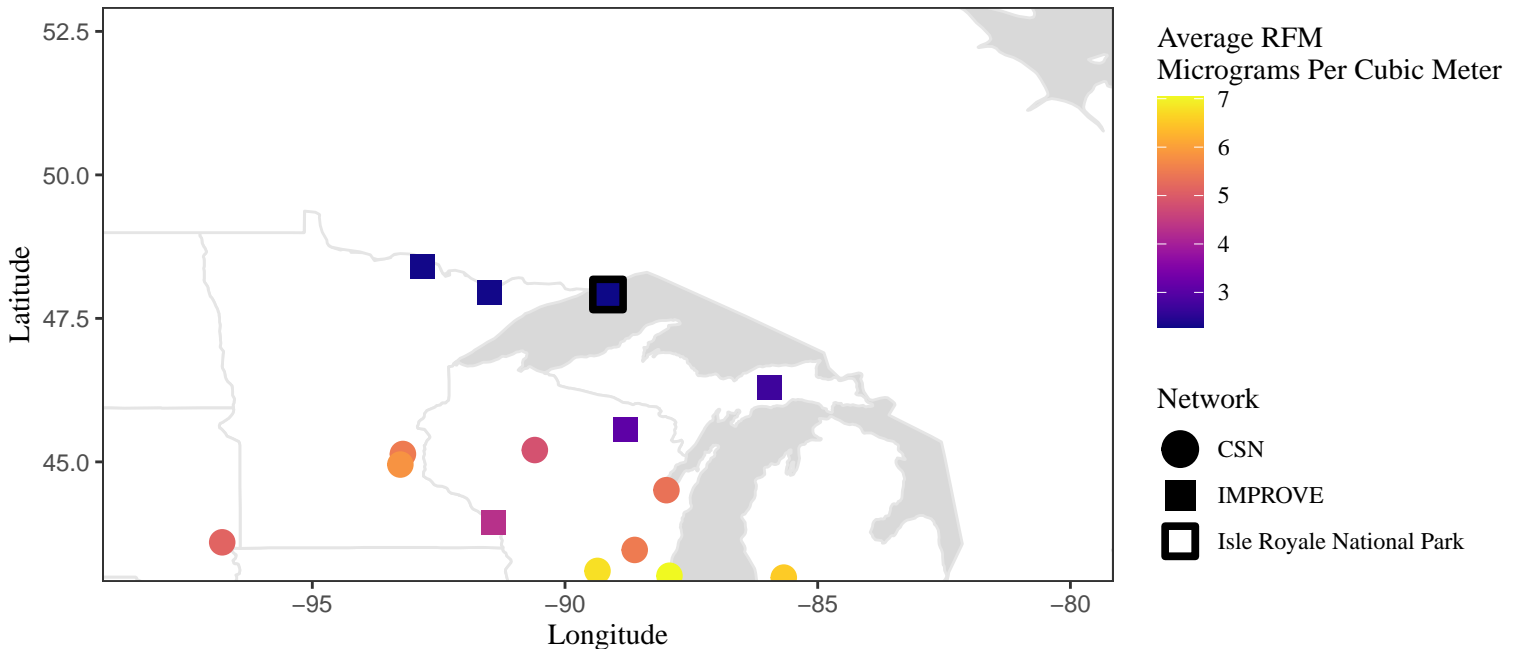 52.5
50.0
47.5
45.0
Latitude
−95
−90
−85
−80
Longitude
Average RFM
Micrograms Per Cubic Meter
7
6
5
4
3
Network
CSN
IMPROVE
Isle Royale National Park